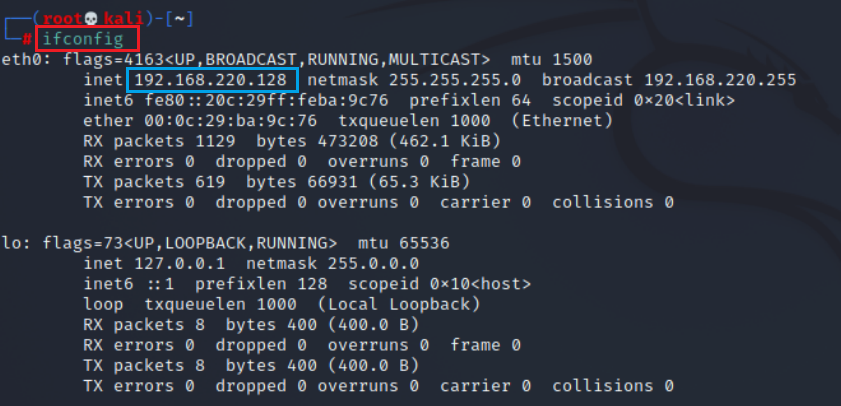 ┌──(root💀kali)-[~]
└─# ifconfig
eth0: flags=4163<UP,BROADCAST,RUNNING,MULTICAST>  mtu 1500
        inet 192.168.220.128  netmask 255.255.255.0  broadcast 192.168.220.255
        inet6 fe80::20c:29ff:feba:9c76  prefixlen 64  scopeid 0×20<link>
        ether 00:0c:29:ba:9c:76  txqueuelen 1000  (Ethernet)
        RX packets 1129  bytes 473208 (462.1 KiB)
        RX errors 0  dropped 0  overruns 0  frame 0
        TX packets 619  bytes 66931 (65.3 KiB)
        TX errors 0  dropped 0 overruns 0  carrier 0  collisions 0

lo: flags=73<UP,LOOPBACK,RUNNING>  mtu 65536
        inet 127.0.0.1  netmask 255.0.0.0
        inet6 ::1  prefixlen 128  scopeid 0×10<host>
        loop  txqueuelen 1000  (Local Loopback)
        RX packets 8  bytes 400 (400.0 B)
        RX errors 0  dropped 0  overruns 0  frame 0
        TX packets 8  bytes 400 (400.0 B)
        TX errors 0  dropped 0 overruns 0  carrier 0  collisions 0